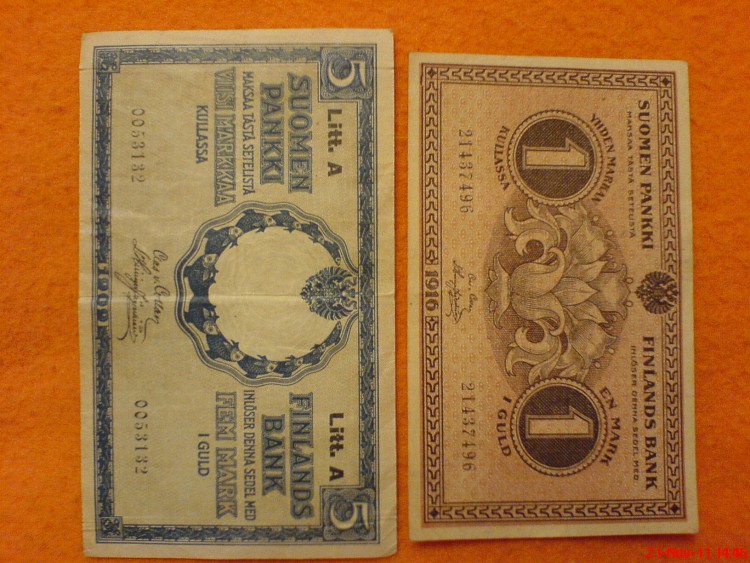 5
Litt. A
SUOMEN
PANKKI
MAKSAA TÄSTÄ SETELISTÄ
VIISI MARKKAA
KULLASSA
0053132
5
Litt. A
FINLANDS
BANK
INLÖSER DENNA SEDEL MED
FEM MARK
I GULD
0053132
1909
SUOMEN PANKKI
MAKSAA TÄSTÄ SETELISTÄ
YHDEN MARKAN
1
KULLASSA
21437496
FINLANDS BANK
INLÖSER DENNA SEDEL MED
EN MARK
1
I GULD
21437496
1916